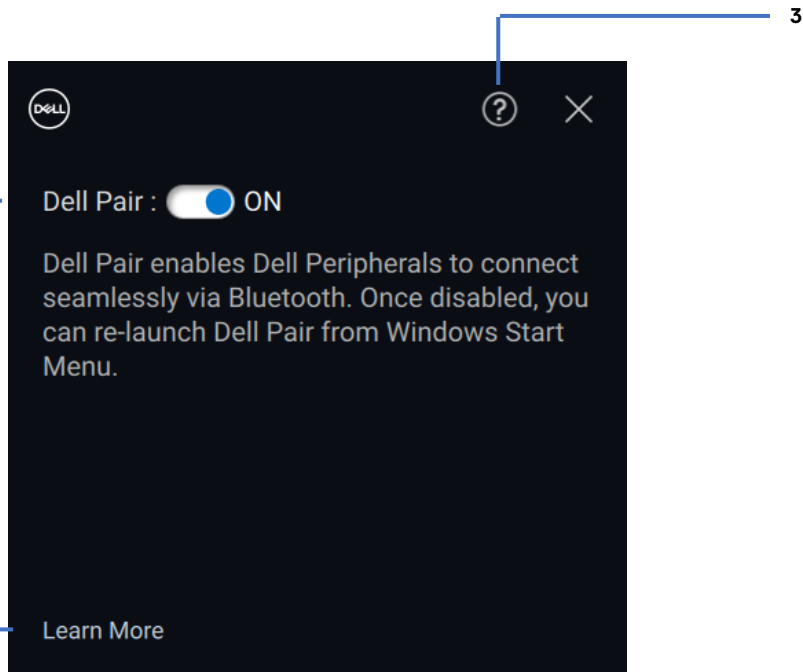 3
DELL
?
Dell Pair : ON
Dell Pair enables Dell Peripherals to connect
seamlessly via Bluetooth. Once disabled, you
can re-launch Dell Pair from Windows Start
Menu.
Learn More